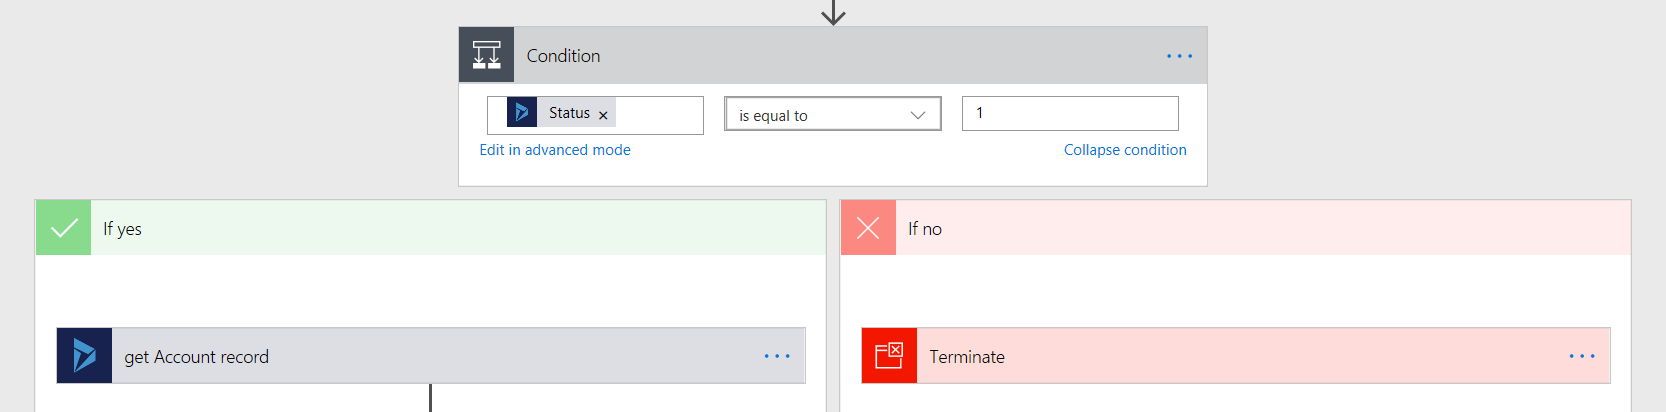 Condition
Status
is equal to
1
Edit in advanced mode
Collapse condition
If yes
If no
get Account record
Terminate